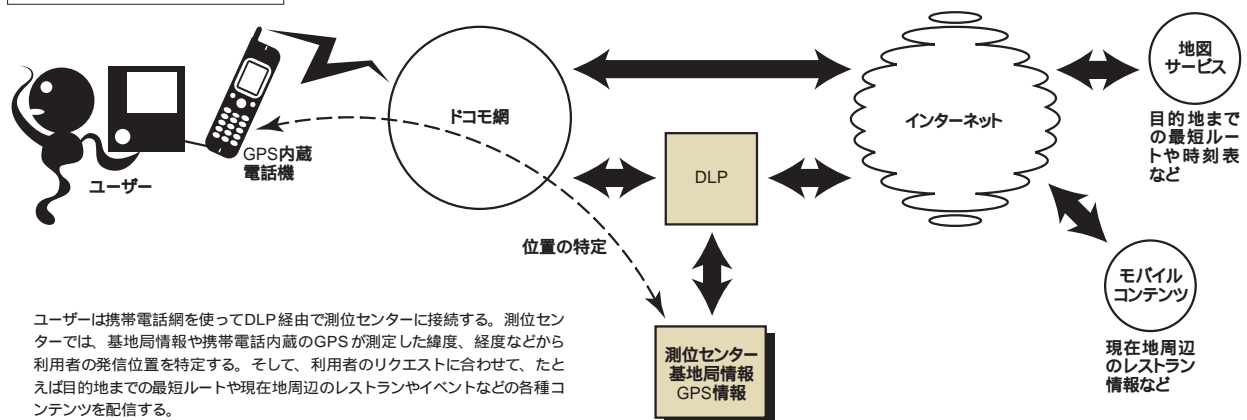 ユーザー
GPS内蔵
電話機
ドコモ網
DLP
インターネット
地図
サービス
目的地まで
の最短ルー
トや時刻表
など
位置の特定
測位センター
基地局情報
GPS情報
モバイル
コンテンツ
現在地周辺
のレストラン
情報など
ユーザーは携帯電話網を使ってDLP経由で測位センターに接続する。測位セン
ターでは、基地局情報や携帯電話内蔵のGPSが測定した緯度、経度などから
利用者の発信位置を特定する。そして、利用者のリクエストに合わせて、たと
えば目的地までの最短ルートや現在地周辺のレストランやイベントなどの各種コ
ンテンツを配信する。